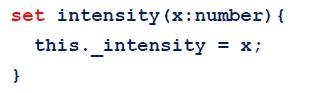 set intensity(x:number){
this._intensity = x;
}